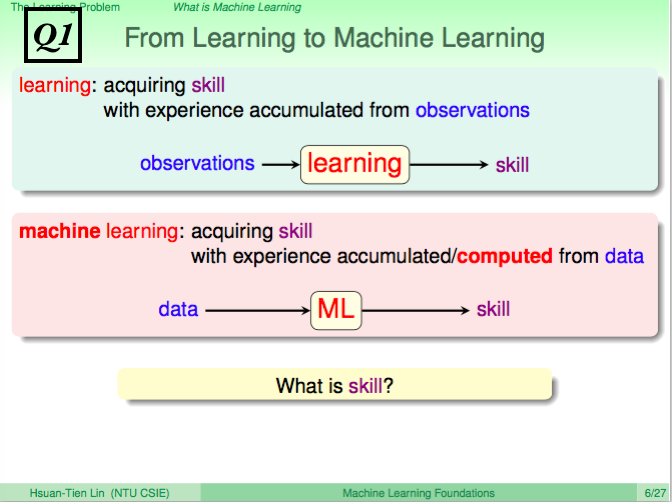 The Learning Problem What is Machine Learning
Q1
From Learning to Machine Learning
learning: acquiring skill
with experience accumulated from observations
observations learning skill
machine learning: acquiring skill
with experience accumulated/computed from data
data ML skill
What is skill?
Hsuan-Tien Lin (NTU CSIE) Machine Learning Foundations 6/27